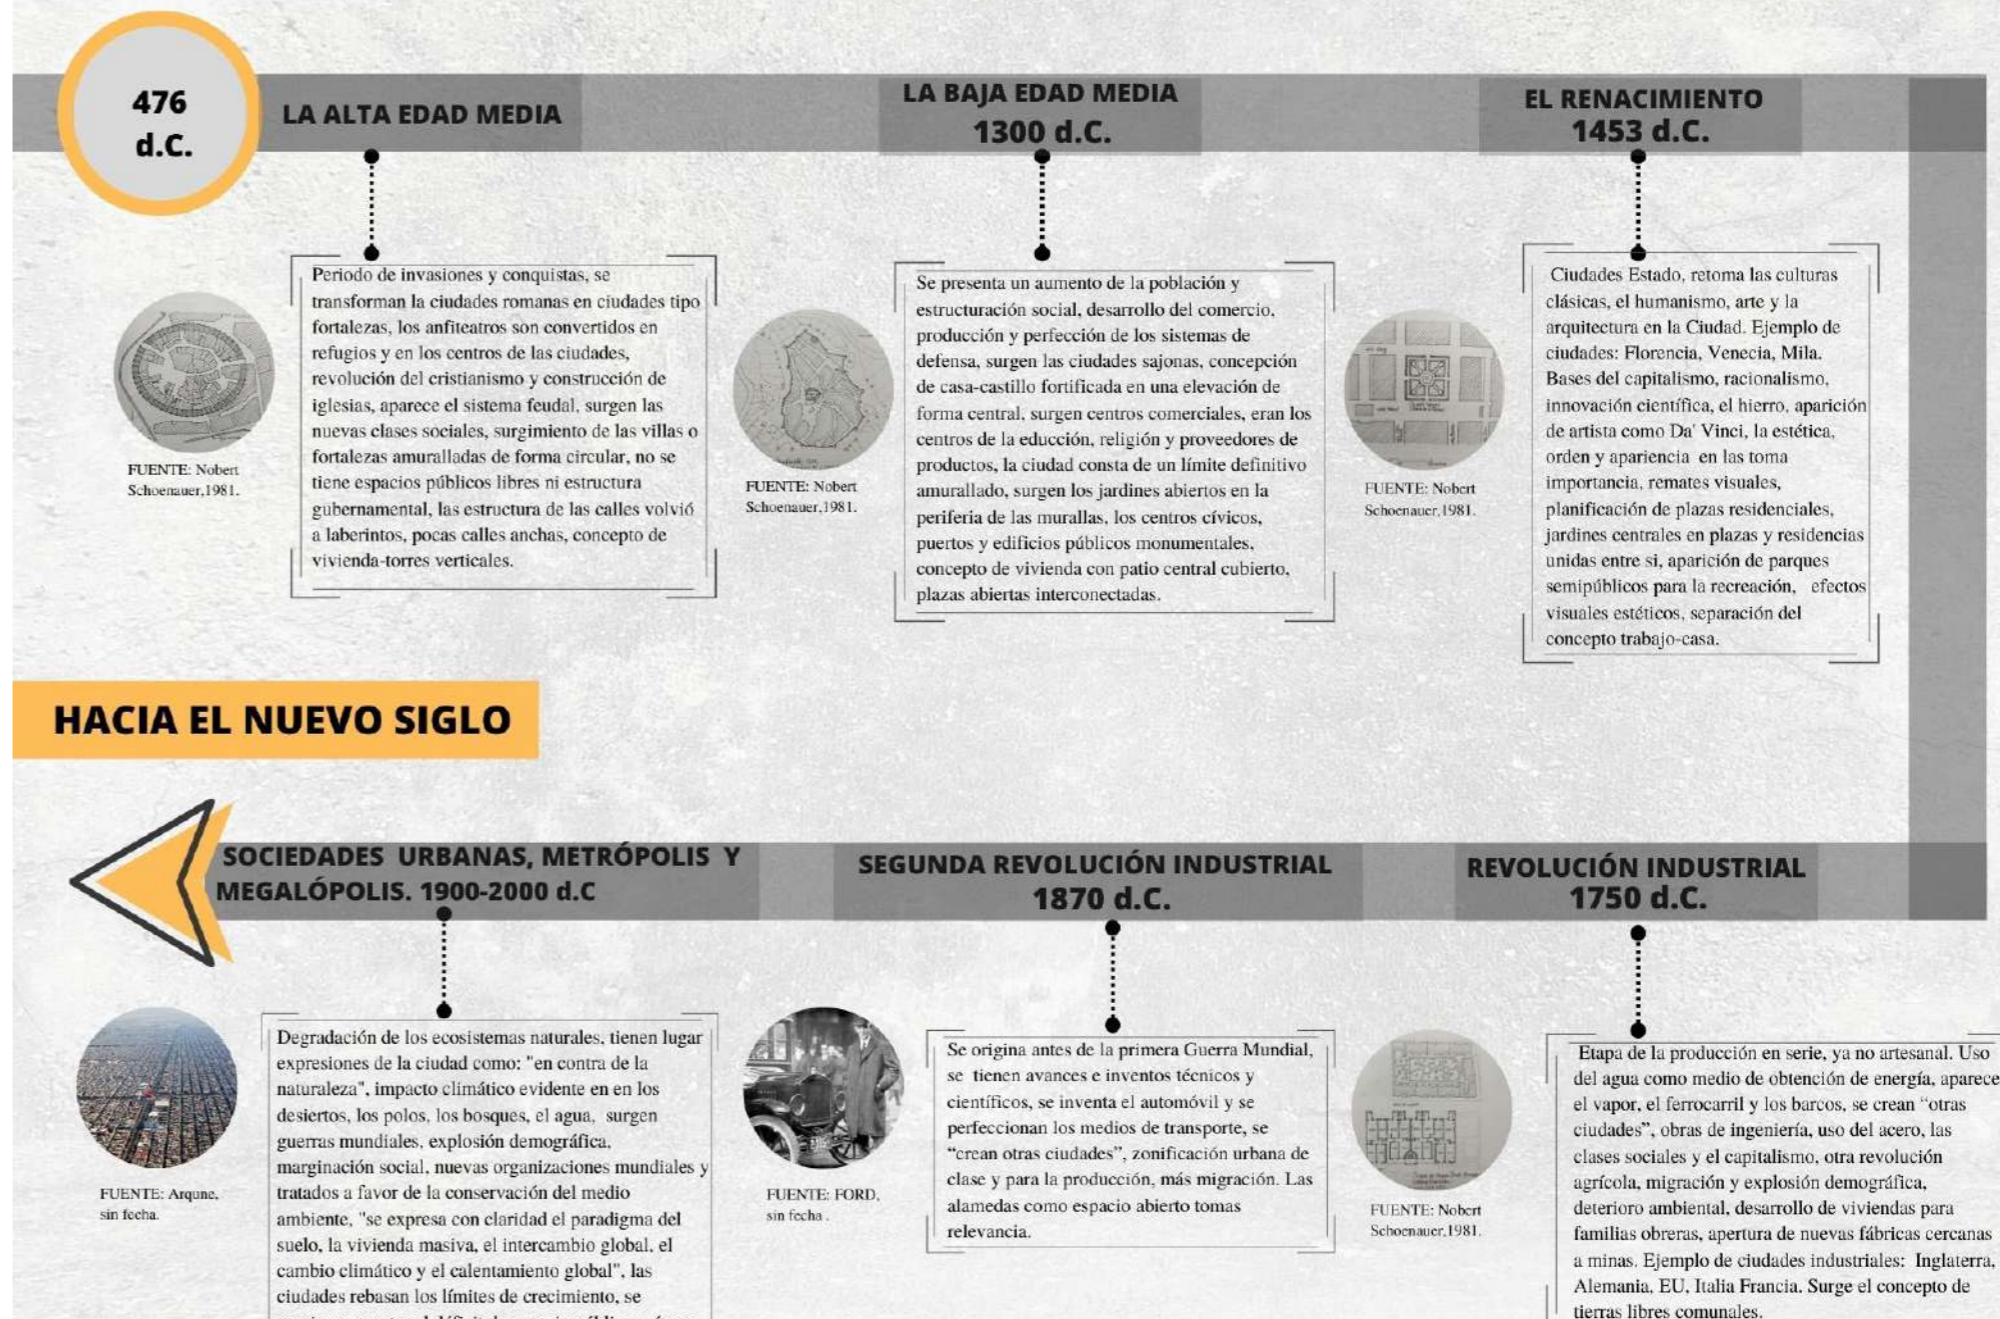 476
d.C.
LA ALTA EDAD MEDIA
Periodo de invasiones y conquistas, se
transforman la ciudades romanas en ciudades tipo
fortalezas, los anfiteatros son convertidos en
refugios y en los centros de las ciudades,
revolución del cristianismo y construcción de
iglesias, aparece el sistema feudal, surgen las
nuevas clases sociales, surgimiento de las villas o
fortalezas amuralladas de forma circular, no se
tiene espacios públicos libres ni estructura
gubernamental, las estructura de las calles volvió
a laberintos, pocas calles anchas, concepto de
vivienda-torres verticales.
FUENTE: Nobert
Schoenauer,1981.
LA BAJA EDAD MEDIA
1300 d.C.
Se presenta un aumento de la población y
estructuración social, desarrollo del comercio,
producción y perfección de los sistemas de
defensa, surgen las ciudades sajonas, concepción
de casa-castillo fortificada en una elevación de
forma central, surgen centros comerciales, eran los
centros de la educción, religión y proveedores de
productos, la ciudad consta de un límite definitivo
amurallado, surgen los jardines abiertos en la
periferia de las murallas, los centros cívicos,
puertos y edificios públicos monumentales,
concepto de vivienda con patio central cubierto,
plazas abiertas interconectadas.
FUENTE: Nobert
Schoenauer,1981.
EL RENACIMIENTO
1453 d.C.
Ciudades Estado, retoma las culturas
clásicas, el humanismo, arte y la
arquitectura en la Ciudad. Ejemplo de
ciudades: Florencia, Venecia, Mila.
Bases del capitalismo, racionalismo,
innovación científica, el hierro, aparición
de artista como Da' Vinci, la estética,
orden y apariencia en las toma
importancia, remates visuales,
planificación de plazas residenciales,
jardines centrales en plazas y residencias
unidas entre si, aparición de parques
semipúblicos para la recreación, efectos
visuales estéticos, separación del
concepto trabajo-casa.
FUENTE: Nobert
Schoenauer,1981.
HACIA EL NUEVO SIGLO
SOCIEDADES URBANAS, METRÓPOLIS Y
MEGALÓPOLIS. 1900-2000 d.C
Degradación de los ecosistemas naturales, tienen lugar
expresiones de la ciudad como: "en contra de la
naturaleza", impacto climático evidente en en los
desiertos, los polos, los bosques, el agua, surgen
guerras mundiales, explosión demográfica,
marginación social, nuevas organizaciones mundiales y
tratados a favor de la conservación del medio
ambiente, "se expresa con claridad el paradigma del
suelo, la vivienda masiva, el intercambio global, el
cambio climático y el calentamiento global", las
ciudades rebasan los límites de crecimiento, se
FUENTE: Arqune,
sin fecha.
SEGUNDA REVOLUCIÓN INDUSTRIAL
1870 d.C.
Se origina antes de la primera Guerra Mundial,
se tienen avances e inventos técnicos y
científicos, se inventa el automóvil y se
perfeccionan los medios de transporte, se
“crean otras ciudades”, zonificación urbana de
clase y para la producción, más migración. Las
alamedas como espacio abierto tomas
relevancia.
FUENTE: FORD,
sin fecha .
REVOLUCIÓN INDUSTRIAL
1750 d.C.
Etapa de la producción en serie, ya no artesanal. Uso
del agua como medio de obtención de energía, aparece
el vapor, el ferrocarril y los barcos, se crean “otras
ciudades”, obras de ingeniería, uso del acero, las
clases sociales y el capitalismo, otra revolución
agrícola, migración y explosión demográfica,
deterioro ambiental, desarrollo de viviendas para
familias obreras, apertura de nuevas fábricas cercanas
a minas. Ejemplo de ciudades industriales: Inglaterra,
Alemania, EU, Italia Francia. Surge el concepto de
tierras libres comunales.
FUENTE: Nobert
Schoenauer,1981.